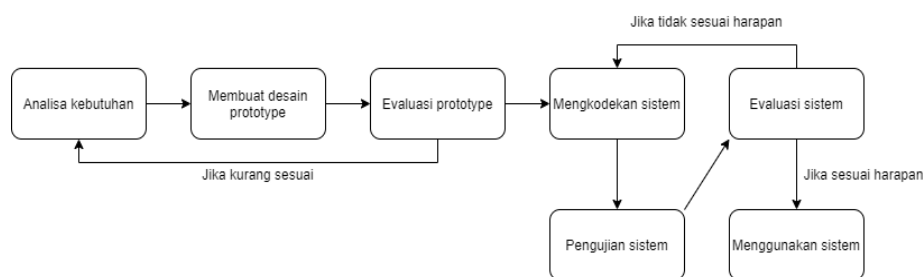 Jika tidak sesuai harapan
Analisa kebutuhan
Membuat desain
prototype
Evaluasi prototype
Mengkodekan sistem
Evaluasi sistem
Jika kurang sesuai
Jika sesuai harapan
Pengujian sistem
Menggunakan sistem